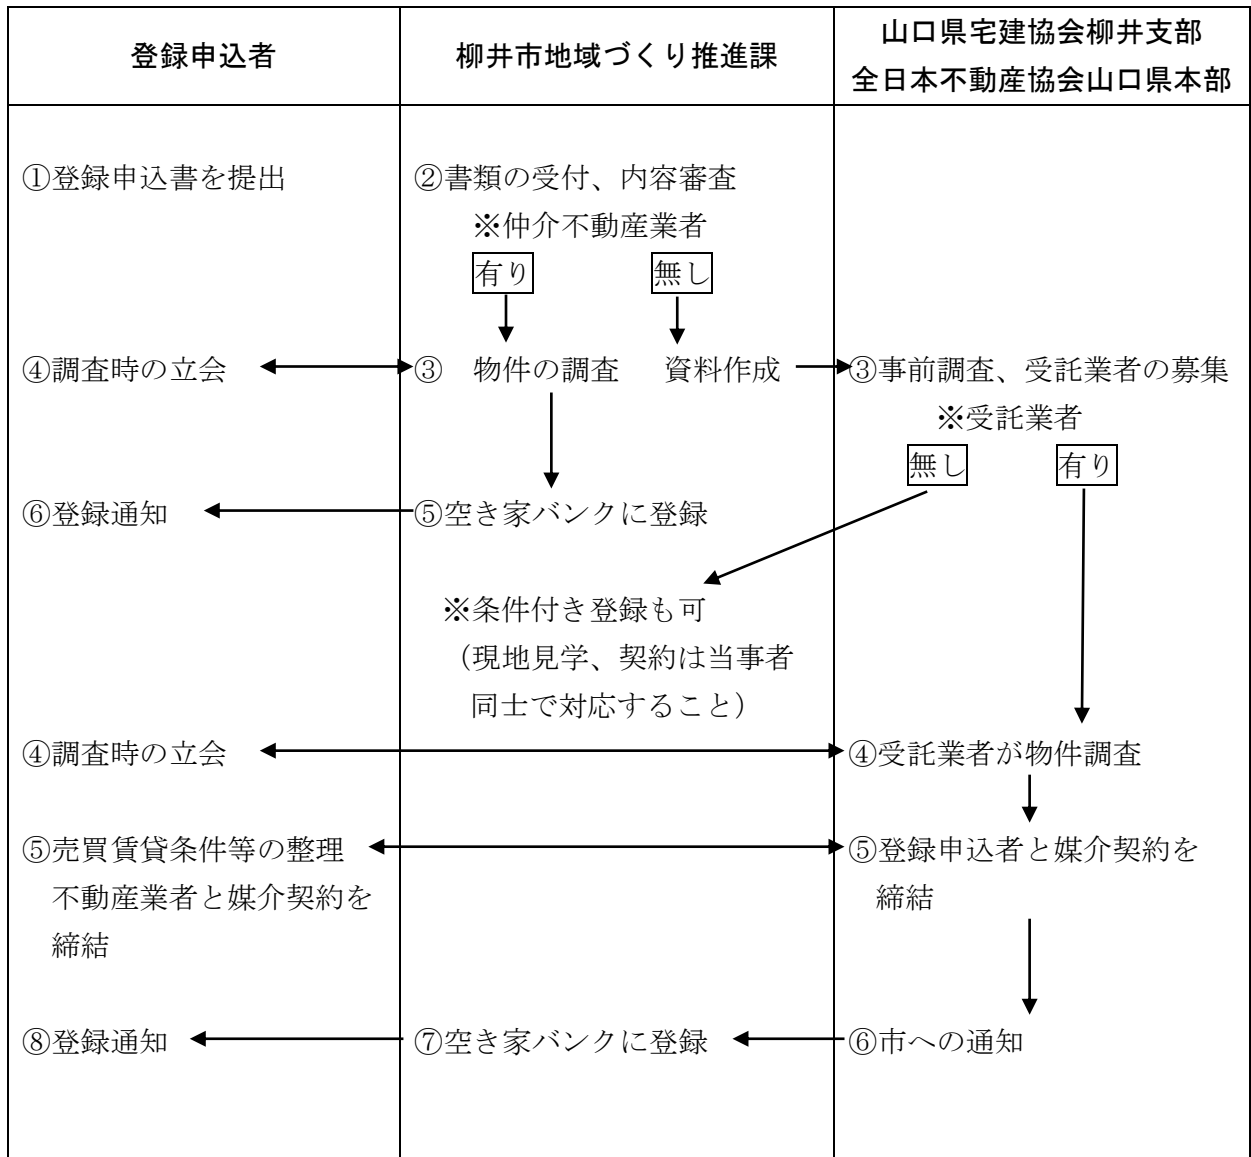 登録申込者
柳井市地域づくり推進課
山口県宅建協会柳井支部
全日本不動産協会山口県本部
①登録申込書を提出
②書類の受付、内容審査
※仲介不動産業者
有り
無し
④調査時の立会
③ 物件の調査
資料作成
③事前調査、受託業者の募集
※受託業者
無し
有り
⑥登録通知
⑤空き家バンクに登録
※条件付き登録も可
（現地見学、契約は当事者
同士で対応すること）
④調査時の立会
④受託業者が物件調査
⑤売買賃貸条件等の整理
不動産業者と媒介契約を
締結
⑤登録申込者と媒介契約を
締結
⑧登録通知
⑦空き家バンクに登録
⑥市への通知